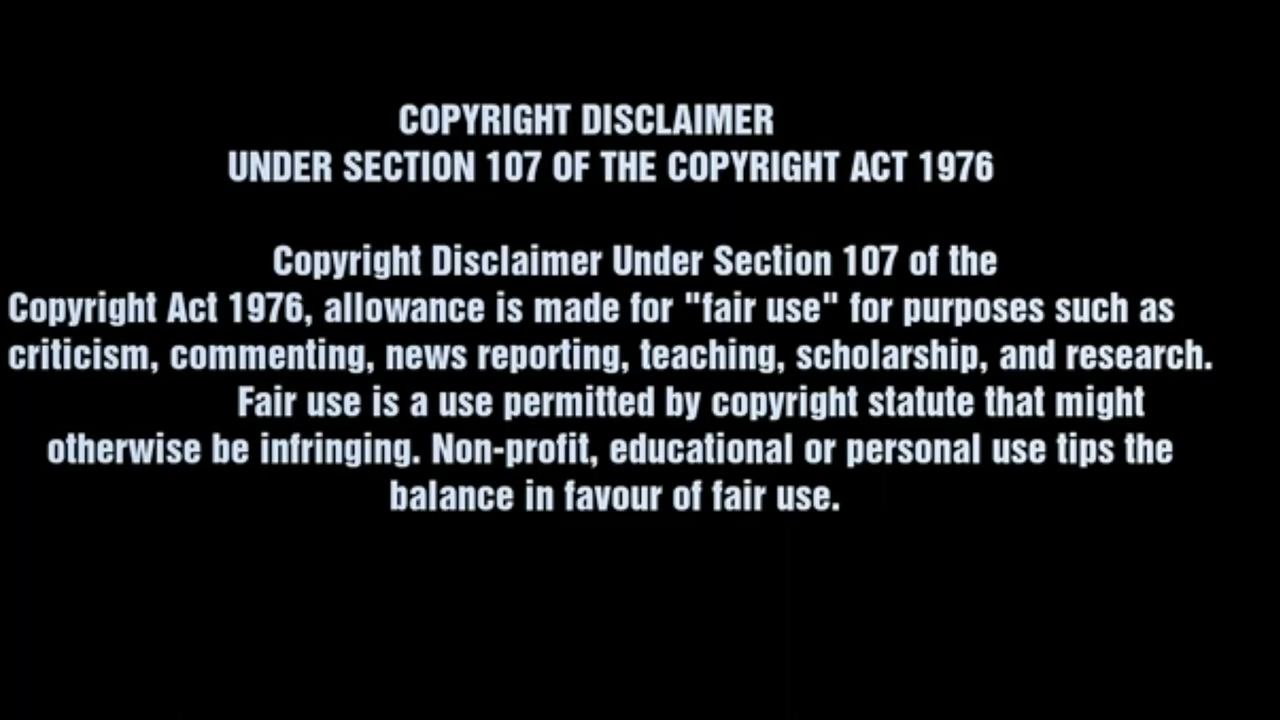 COPYRIGHT DISCLAIMER
UNDER SECTION 107 OF THE COPYRIGHT ACT 1976
Copyright Disclaimer Under Section 107 of the
Copyright Act 1976, allowance is made for "fair use" for purposes such as
criticism, commenting, news reporting, teaching, scholarship, and research.
Fair use is a use permitted by copyright statute that might
otherwise be infringing. Non-profit, educational or personal use tips the
balance in favour of fair use.